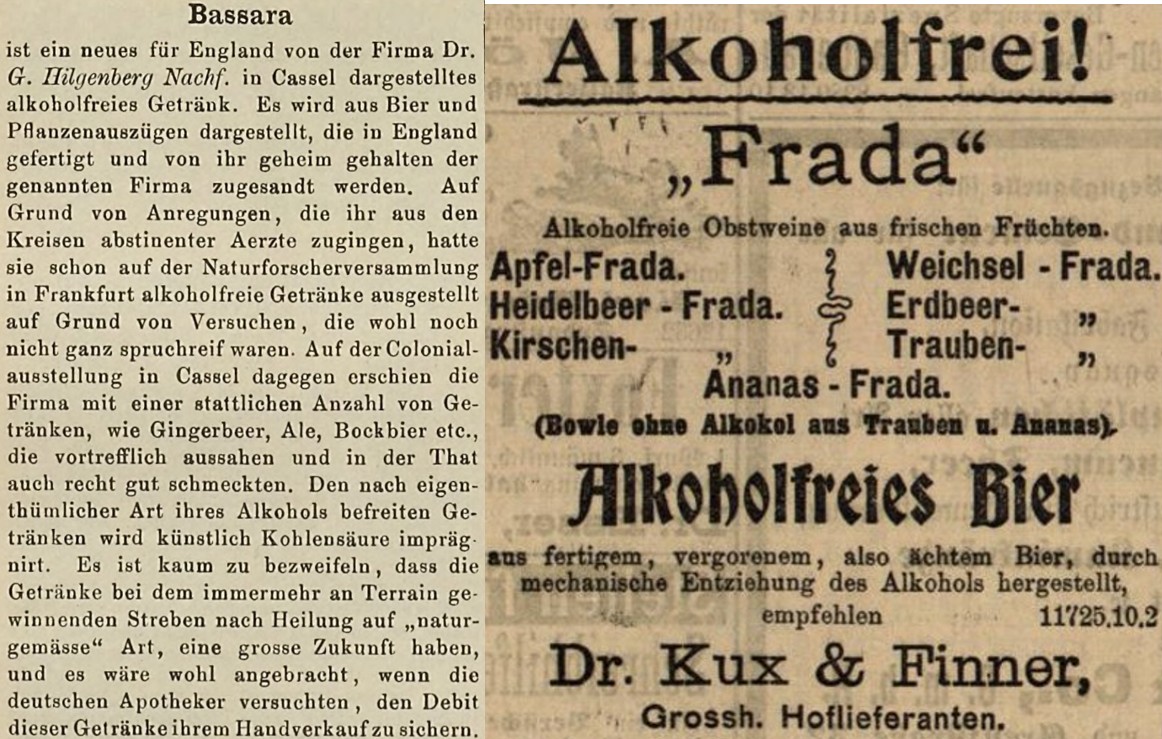 Bassara
ist ein neues für England von der Firma Dr.
G. Hilgenberg Nachf. in Cassel dargestelltes
alkoholfreies Getränk. Es wird aus Bier und
Pflanzenauszügen dargestellt, die in England
gefertigt und von ihr geheim gehalten der
genannten Firma zugesandt werden. Auf
Grund von Anregungen, die ihr aus den
Kreisen abstinenter Aerzte zugingen, hatte
sie schon auf der Naturforscherversammlung
in Frankfurt alkoholfreie Getränke ausgestellt
auf Grund von Versuchen, die wohl noch
nicht ganz spruchreif waren. Auf der Colonial-
ausstellung in Cassel dagegen erschien die
Firma mit einer stattlichen Anzahl von Ge-
tränken, wie Gingerbeer, Ale, Bockbier etc.,
die vortrefflich aussahen und in der That
auch recht gut schmeckten. Den nach eigen-
thümlicher Art ihres Alkohols befreiten Ge-
tränken wird künstlich Kohlensäure impräg-
nirt. Es ist kaum zu bezweifeln, dass die
Getränke bei dem immermehr an Terrain ge-
winnenden Streben nach Heilung auf „natur-
gemässe“ Art, eine grosse Zukunft haben,
und es wäre wohl angebracht, wenn die
deutschen Apotheker versuchten, den Debit
dieser Getränke ihrem Handverkauf zu sichern.
Alkoholfrei!
„Frada“
Alkoholfreie Obstweine aus frischen Früchten.
Apfel-Frada. Weichsel - Frada.
Heidelbeer - Frada. Erdbeer- „
Kirschen- „ Trauben- „
Ananas - Frada.
(Bowle ohne Alkokol aus Trauben u. Ananas).
Alkoholfreies Bier
aus fertigem, vergorenem, also ächtem Bier, durch
mechanische Entziehung des Alkohols hergestellt,
empfehlen 11725.10.2
Dr. Kux & Finner,
Grossh. Hoflieferanten.